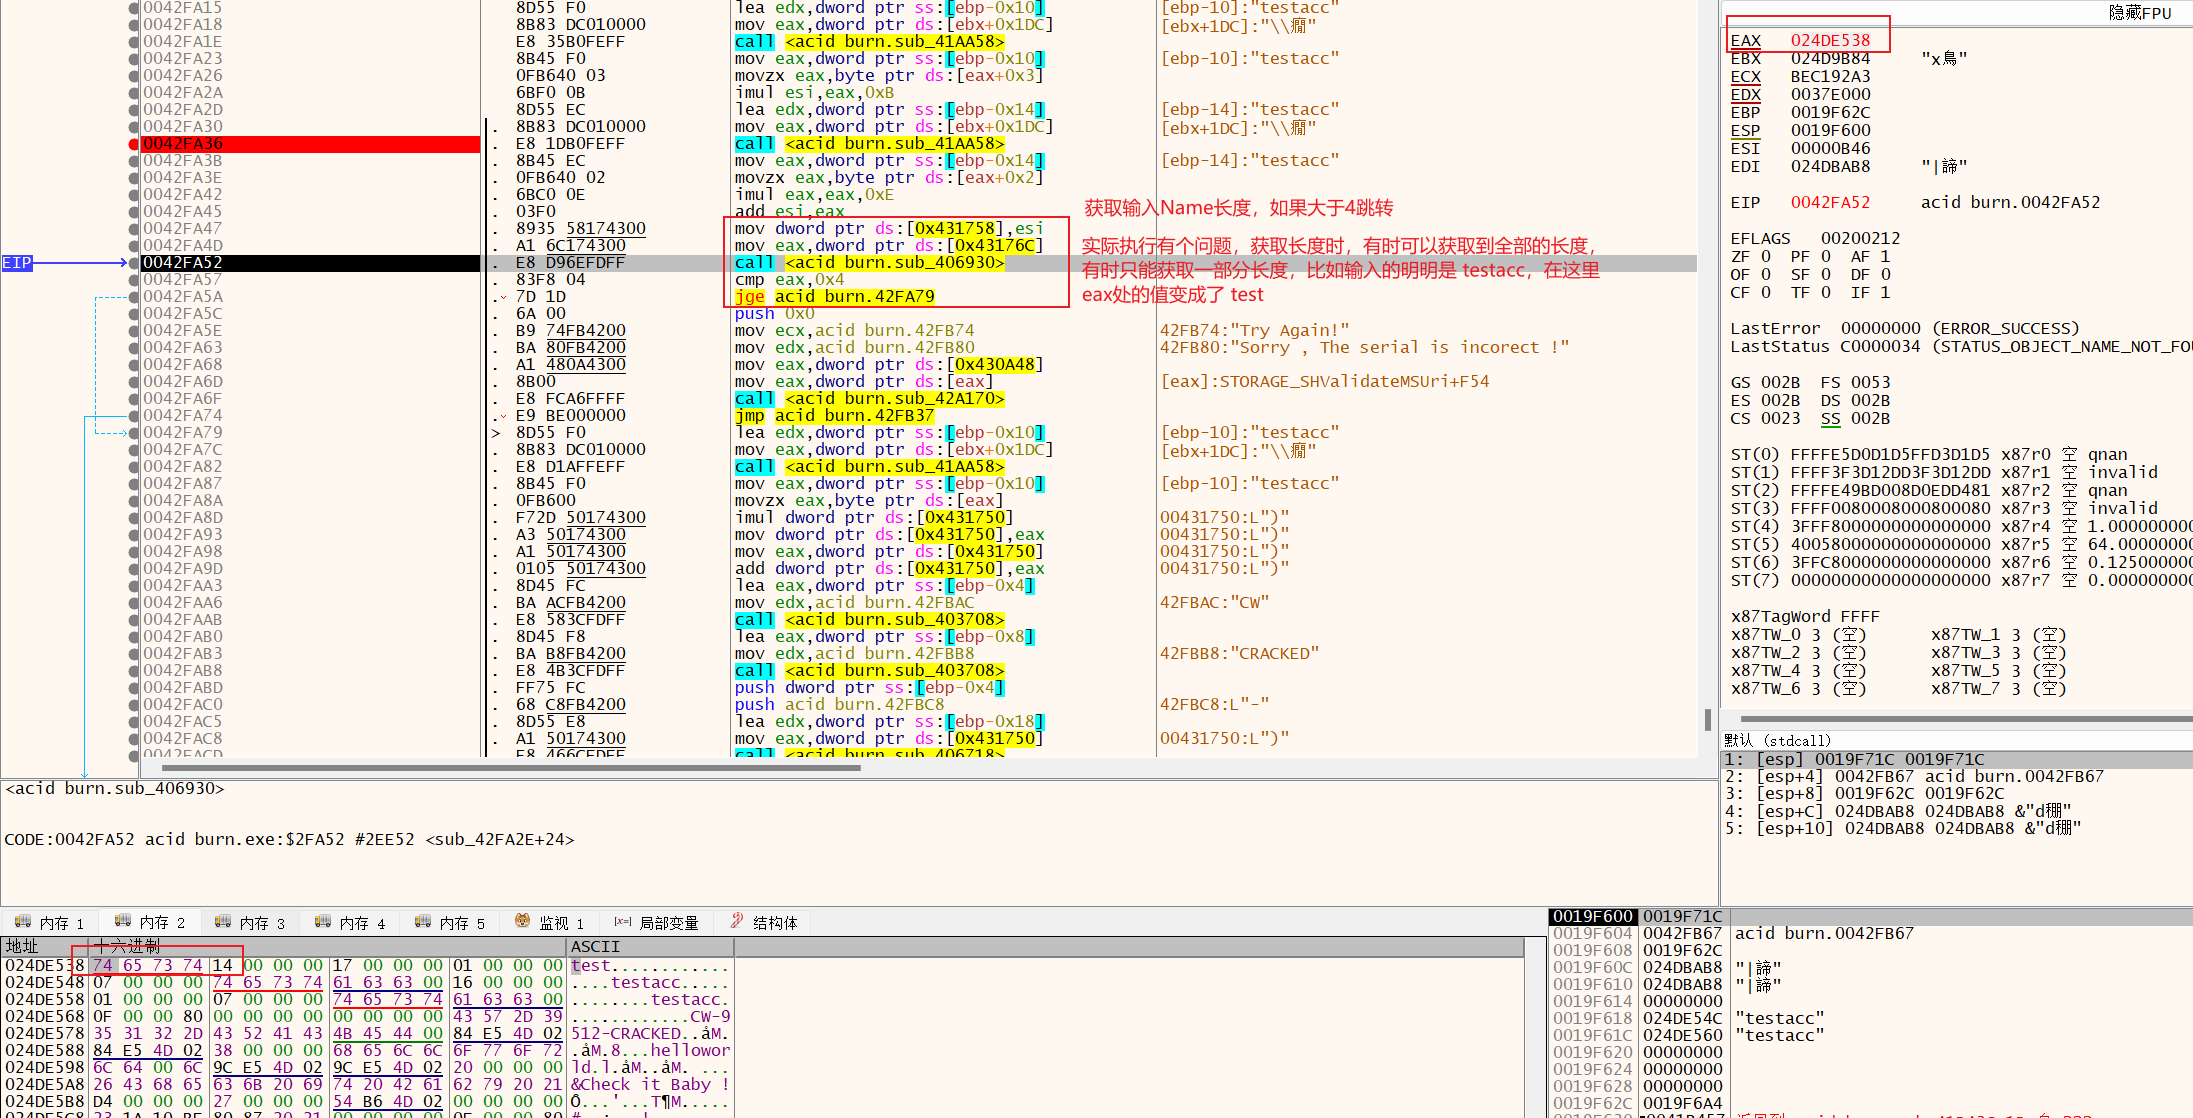 0042FA15 8D55 F0 lea edx,dword ptr ss:[ebp-0x10] [ebp-10]:"testacc"
0042FA18 8B83 DC010000 mov eax,dword ptr ds:[ebx+0x1DC] [ebx+1DC]:"\\癇"
0042FA1E E8 35B0FEFF call <acid burn.sub_41AA58>
0042FA23 8B45 F0 mov eax,dword ptr ss:[ebp-0x10] [ebp-10]:"testacc"
0042FA26 0FB640 03 movzx eax,byte ptr ds:[eax+0x3]
0042FA2A 6BF0 0B imul esi,eax,0xB
0042FA2D 8D55 EC lea edx,dword ptr ss:[ebp-0x14] [ebp-14]:"testacc"
0042FA30 . 8B83 DC010000 mov eax,dword ptr ds:[ebx+0x1DC] [ebx+1DC]:"\\癇"
0042FA36 . E8 1DB0FEFF call <acid burn.sub_41AA58>
0042FA3B . 8B45 EC mov eax,dword ptr ss:[ebp-0x14] [ebp-14]:"testacc"
0042FA3E . 0FB640 02 movzx eax,byte ptr ds:[eax+0x2]
0042FA42 . 6BC0 0E imul eax,eax,0xE
0042FA45 . 03F0 add esi,eax
0042FA47 . 8935 58174300 mov dword ptr ds:[0x431758],esi
0042FA4D . A1 6C174300 mov eax,dword ptr ds:[0x43176C]
EIP 0042FA52 . E8 D96EFDFF call <acid burn.sub_406930>
0042FA57 . 83F8 04 cmp eax,0x4
0042FA5A . 7D 1D jge acid burn.42FA79
0042FA5C . 6A 00 push 0x0
0042FA5E . B9 74FB4200 mov ecx,acid burn.42FB74 42FB74:"Try Again!"
0042FA63 . BA 80FB4200 mov edx,acid burn.42FB80 42FB80:"Sorry , The serial is incorect !"
0042FA68 . A1 480A4300 mov eax,dword ptr ds:[0x430A48]
0042FA6D . 8B00 mov eax,dword ptr ds:[eax] [eax]:STORAGE_SHValidateMSUri+F54
0042FA6F . E8 FCA6FFFF call <acid burn.sub_42A170>
0042FA74 . E9 BE000000 jmp acid burn.42FB37
0042FA79 > 8D55 F0 lea edx,dword ptr ss:[ebp-0x10] [ebp-10]:"testacc"
0042FA7C . 8B83 DC010000 mov eax,dword ptr ds:[ebx+0x1DC] [ebx+1DC]:"\\癇"
0042FA82 . E8 D1AFFEFF call <acid burn.sub_41AA58>
0042FA87 . 8B45 F0 mov eax,dword ptr ss:[ebp-0x10] [ebp-10]:"testacc"
0042FA8A . 0FB600 movzx eax,byte ptr ds:[eax]
0042FA8D . F72D 50174300 imul dword ptr ds:[0x431750] 00431750:L")"
0042FA93 . A3 50174300 mov dword ptr ds:[0x431750],eax 00431750:L")"
0042FA98 . A1 50174300 mov eax,dword ptr ds:[0x431750] 00431750:L")"
0042FA9D . 0105 50174300 add dword ptr ds:[0x431750],eax 00431750:L")"
0042FAA3 . 8D45 FC lea eax,dword ptr ss:[ebp-0x4]
0042FAA6 . BA ACFB4200 mov edx,acid burn.42FBAC 42FBAC:"CW"
0042FAAB . E8 583CFDFF call <acid burn.sub_403708>
0042FAB0 . 8D45 F8 lea eax,dword ptr ss:[ebp-0x8]
0042FAB3 . BA B8FB4200 mov edx,acid burn.42FBB8 42FBB8:"CRACKED"
0042FAB8 . E8 4B3CFDFF call <acid burn.sub_403708>
0042FABD . FF75 FC push dword ptr ss:[ebp-0x4]
0042FAC0 . 68 C8FB4200 push acid burn.42FBC8 42FBC8:L"-"
0042FAC5 . 8D55 E8 lea edx,dword ptr ss:[ebp-0x18]
0042FAC8 . A1 50174300 mov eax,dword ptr ds:[0x431750] 00431750:L")"
0042FACD . E8 466CFDFF call <acid burn.sub_406718>
获取输入Name长度，如果大于4跳转
实际执行有个问题，获取长度时，有时可以获取到全部的长度，
有时只能获取一部分长度，比如输入的明明是 testacc，在这里
eax处的值变成了 test
隐藏FPU
EAX 024DE538
EBX 024D9B84 "x鳥"
ECX BEC192A3
EDX 0037E000
EBP 0019F62C
ESP 0019F600
ESI 00000B46
EDI 024DBAB8 "|諦"
EIP 0042FA52 acid burn.0042FA52
EFLAGS 00200212
ZF 0 PF 0 AF 1
OF 0 SF 0 DF 0
CF 0 TF 0 IF 1
LastError 00000000 (ERROR_SUCCESS)
LastStatus C0000034 (STATUS_OBJECT_NAME_NOT_FOU
GS 002B FS 0053
ES 002B DS 002B
CS 0023 SS 002B
ST(0) FFFFE5D0D1D5FFD3D1D5 x87r0 空 qnan
ST(1) FFFF3F3D12DD3F3D12DD x87r1 空 invalid
ST(2) FFFFE49BD008D0EDD481 x87r2 空 qnan
ST(3) FFFF0080008000800080 x87r3 空 invalid
ST(4) 3FFF8000000000000000 x87r4 空 1.000000000
ST(5) 40058000000000000000 x87r5 空 64.00000000
ST(6) 3FFC8000000000000000 x87r6 空 0.125000000
ST(7) 00000000000000000000 x87r7 空 0.000000000
x87TagWord FFFF
x87TW_0 3 (空) x87TW_1 3 (空)
x87TW_2 3 (空) x87TW_3 3 (空)
x87TW_4 3 (空) x87TW_5 3 (空)
x87TW_6 3 (空) x87TW_7 3 (空)
默认 (stdcall)
1: [esp] 0019F71C 0019F71C
2: [esp+4] 0042FB67 acid burn.0042FB67
3: [esp+8] 0019F62C 0019F62C
4: [esp+C] 024DBAB8 024DBAB8 &"d棚"
5: [esp+10] 024DBAB8 024DBAB8 &"d棚"
<acid burn.sub_406930>
CODE:0042FA52 acid burn.exe:$2FA52 #2EE52 <sub_42FA2E+24>
内存 1 内存 2 内存 3 内存 4 内存 5 监视 1 [x=] 局部变量 结构体
地址 十六进制 ASCII
024DE538 74 65 73 74 14 00 00 00 17 00 00 00 01 00 00 00 test............
024DE548 07 00 00 00 74 65 73 74 61 63 63 00 16 00 00 00 ....testacc.....
024DE558 01 00 00 00 07 00 00 00 74 65 73 74 61 63 63 00 ........testacc.
024DE568 0F 00 00 80 00 00 00 00 00 00 00 00 43 57 2D 39 ............CW-9
024DE578 35 31 32 2D 43 52 41 43 4B 45 44 00 84 E5 4D 02 512-CRACKED..åM.
024DE588 84 E5 4D 02 38 00 00 00 68 65 6C 6C 6F 77 6F 72 .åM.8...hellowor
024DE598 6C 64 00 6C 9C E5 4D 02 9C E5 4D 02 20 00 00 00 ld.l.åM..åM. ...
024DE5A8 26 43 68 65 63 6B 20 69 74 20 42 61 62 79 20 21 &Check it Baby !
024DE5B8 D4 00 00 00 27 00 00 00 54 B6 4D 02 00 00 00 00 Ô...'...T¶M.....
0019F600 0019F71C
0019F604 0042FB67 acid burn.0042FB67
0019F608 0019F62C
0019F60C 024DBAB8 "|諦"
0019F610 024DBAB8 "|諦"
0019F614 00000000
0019F618 024DE54C "testacc"
0019F61C 024DE560 "testacc"
0019F620 00000000
0019F624 00000000
0019F628 00000000
0019F62C 0019F6A4